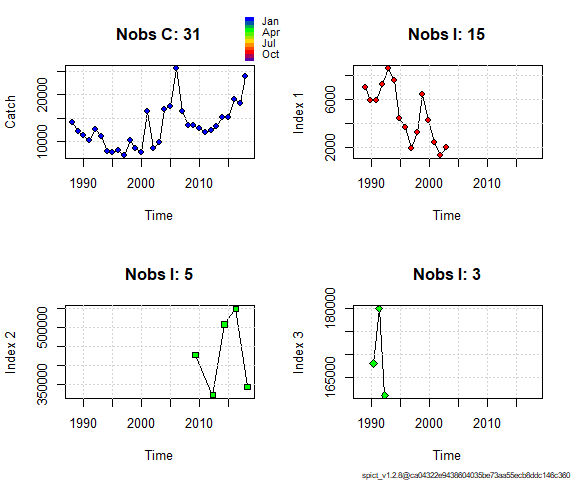 Nobs C: 31
Jan
Apr
Jul
Oct
Catch
10000 20000
1990 2000 2010
Time
Nobs I: 15
Index 1
2000 6000
1990 2000 2010
Time
Nobs I: 5
Index 2
350000 500000
1990 2000 2010
Time
Nobs I: 3
Index 3
165000 180000
1990 2000 2010
Time
spict_v1.2.8@ca04322e9438604035be73aa55ecb6ddc146c360